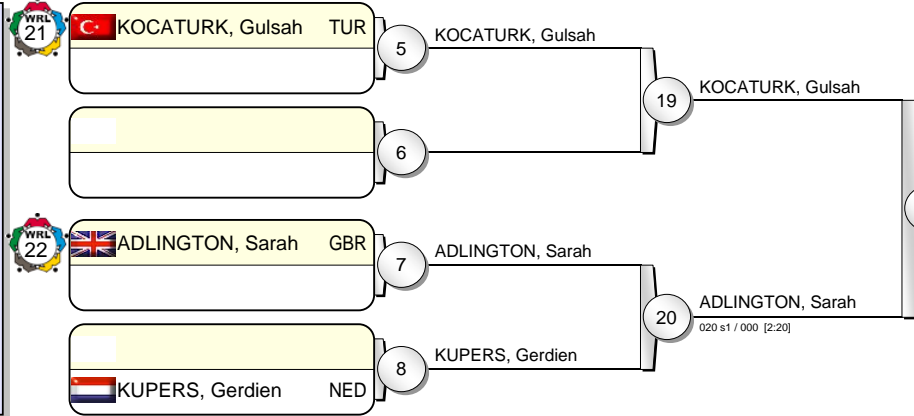 WRL
21
KOCATURK, Gulsah TUR
5
KOCATURK, Gulsah
19
KOCATURK, Gulsah
6
WRL
22
ADLINGTON, Sarah GBR
7
ADLINGTON, Sarah
20
ADLINGTON, Sarah
020 s1 / 000 [2:20]
8
KUPERS, Gerdien
KUPERS, Gerdien NED